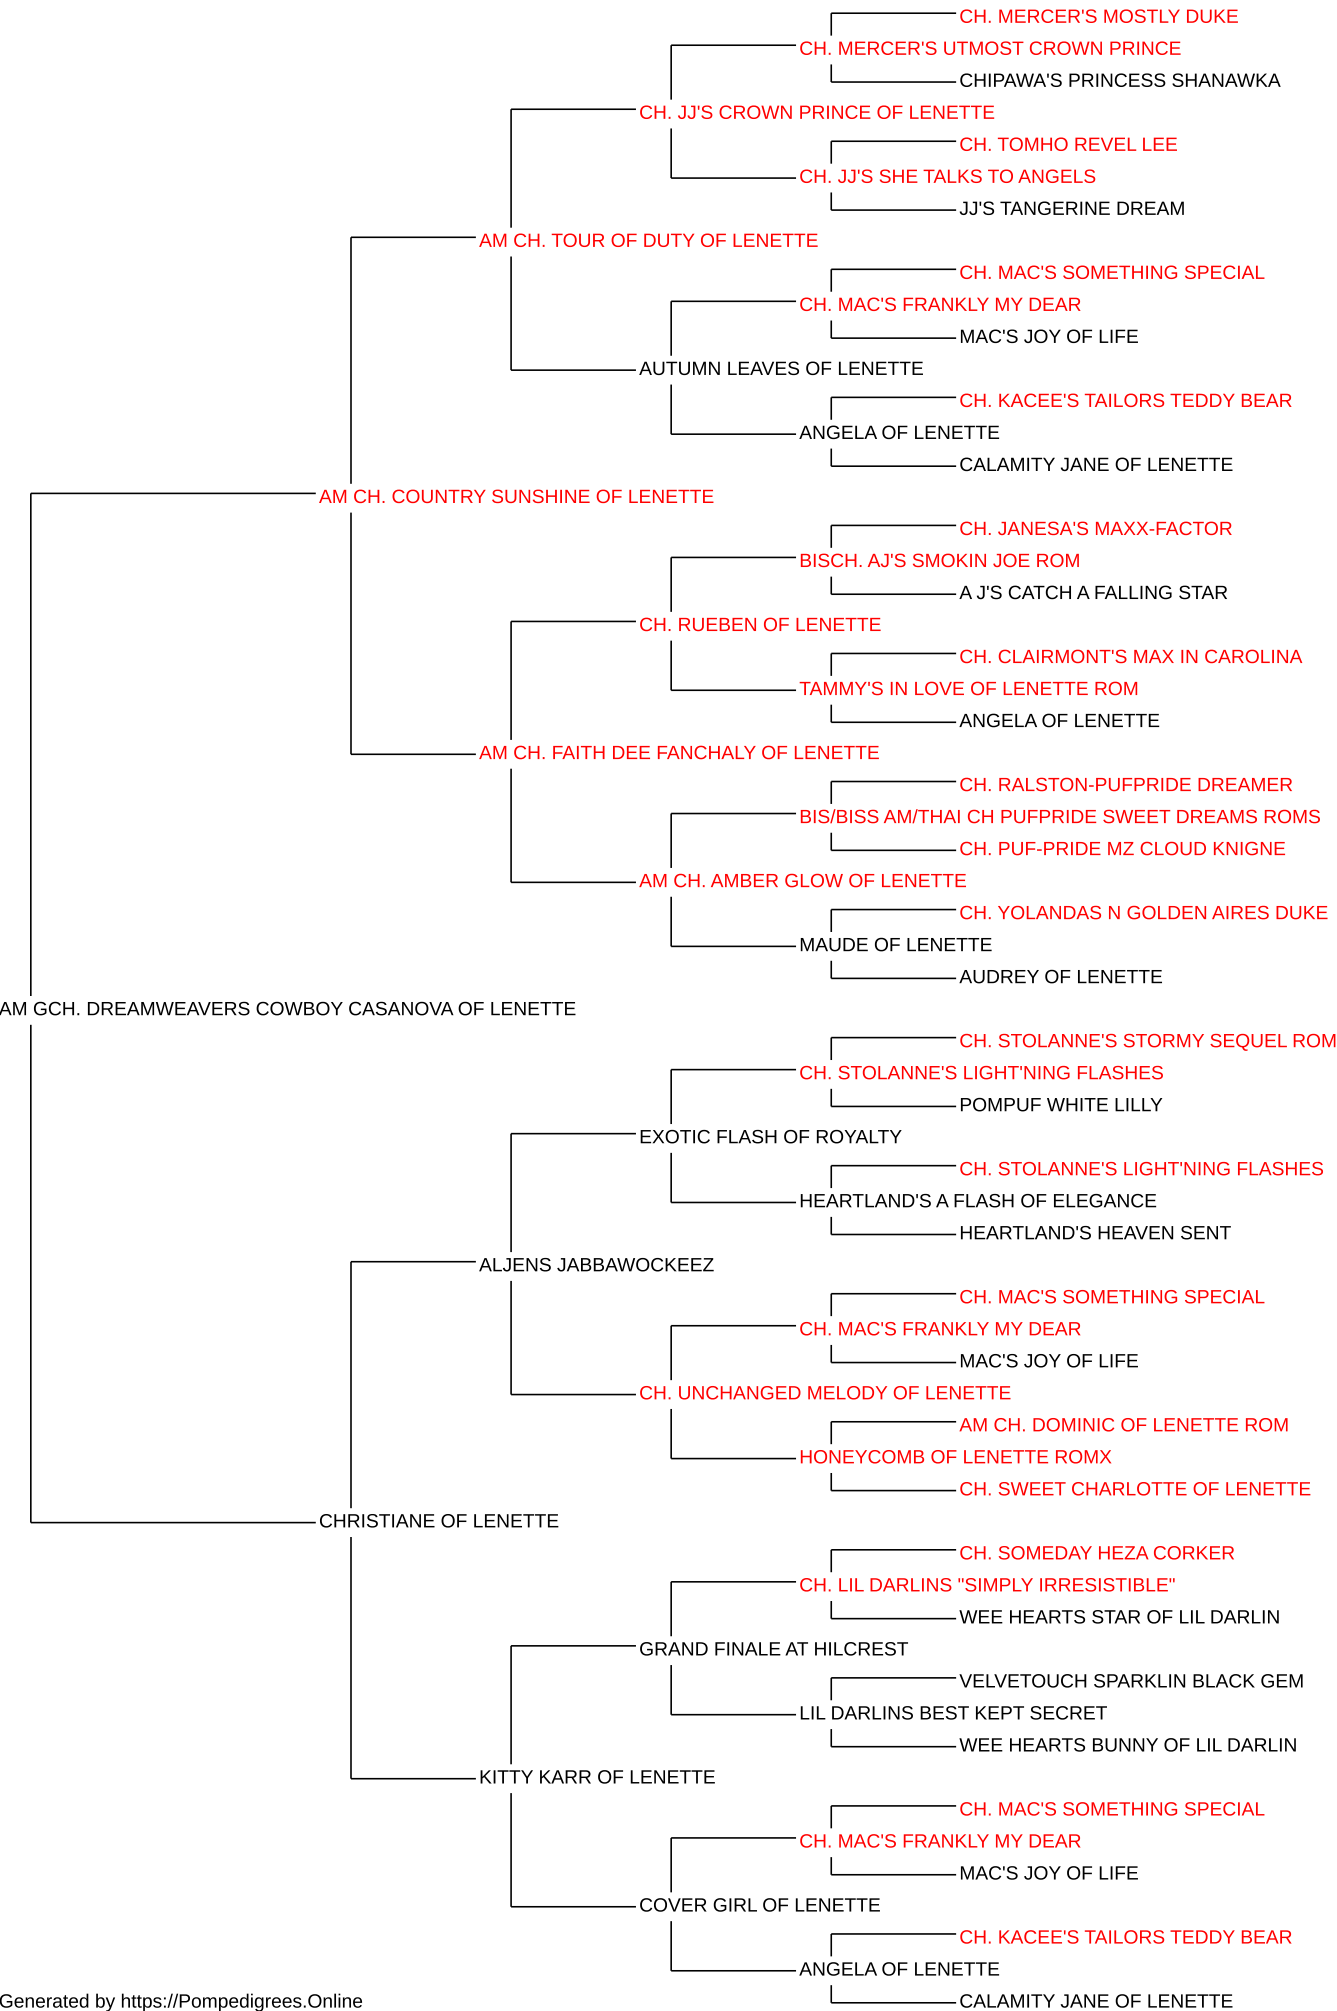 CH. MERCER'S MOSTLY DUKE
CH. MERCER'S UTMOST CROWN PRINCE
CHIPAWA'S PRINCESS SHANAWKA
CH. JJ'S CROWN PRINCE OF LENETTE
CH. TOMHO REVEL LEE
CH. JJ'S SHE TALKS TO ANGELS
JJ'S TANGERINE DREAM
AM CH. TOUR OF DUTY OF LENETTE
CH. MAC'S SOMETHING SPECIAL
CH. MAC'S FRANKLY MY DEAR
MAC'S JOY OF LIFE
AUTUMN LEAVES OF LENETTE
CH. KACEE'S TAILORS TEDDY BEAR
ANGELA OF LENETTE
CALAMITY JANE OF LENETTE
AM CH. COUNTRY SUNSHINE OF LENETTE
CH. JANESA'S MAXX-FACTOR
BISCH. AJ'S SMOKIN JOE ROM
A J'S CATCH A FALLING STAR
CH. RUEBEN OF LENETTE
CH. CLAIRMONT'S MAX IN CAROLINA
TAMMY'S IN LOVE OF LENETTE ROM
ANGELA OF LENETTE
AM CH. FAITH DEE FANCHALY OF LENETTE
CH. RALSTON-PUFPRIDE DREAMER
BIS/BISS AM/THAI CH PUFPRIDE SWEET DREAMS ROMS
CH. PUF-PRIDE MZ CLOUD KNIGNE
AM CH. AMBER GLOW OF LENETTE
CH. YOLANDAS N GOLDEN AIRES DUKE
MAUDE OF LENETTE
AUDREY OF LENETTE
AM GCH. DREAMWEAVERS COWBOY CASANOVA OF LENETTE
CH. STOLANNE'S STORMY SEQUEL ROM
CH. STOLANNE'S LIGHT'NING FLASHES
POMPUF WHITE LILLY
EXOTIC FLASH OF ROYALTY
CH. STOLANNE'S LIGHT'NING FLASHES
HEARTLAND'S A FLASH OF ELEGANCE
HEARTLAND'S HEAVEN SENT
ALJENS JABBAWOCKEEZ
CH. MAC'S SOMETHING SPECIAL
CH. MAC'S FRANKLY MY DEAR
MAC'S JOY OF LIFE
CH. UNCHANGED MELODY OF LENETTE
AM CH. DOMINIC OF LENETTE ROM
HONEYCOMB OF LENETTE ROMX
CH. SWEET CHARLOTTE OF LENETTE
CHRISTIANE OF LENETTE
CH. SOMEDAY HEZA CORKER
CH. LIL DARLINS "SIMPLY IRRESISTIBLE"
WEE HEARTS STAR OF LIL DARLIN
GRAND FINALE AT HILCREST
VELVETOUCH SPARKLIN BLACK GEM
LIL DARLINS BEST KEPT SECRET
WEE HEARTS BUNNY OF LIL DARLIN
KITTY KARR OF LENETTE
CH. MAC'S SOMETHING SPECIAL
CH. MAC'S FRANKLY MY DEAR
MAC'S JOY OF LIFE
COVER GIRL OF LENETTE
CH. KACEE'S TAILORS TEDDY BEAR
ANGELA OF LENETTE
CALAMITY JANE OF LENETTE
Generated by https://Pompedigrees.Online